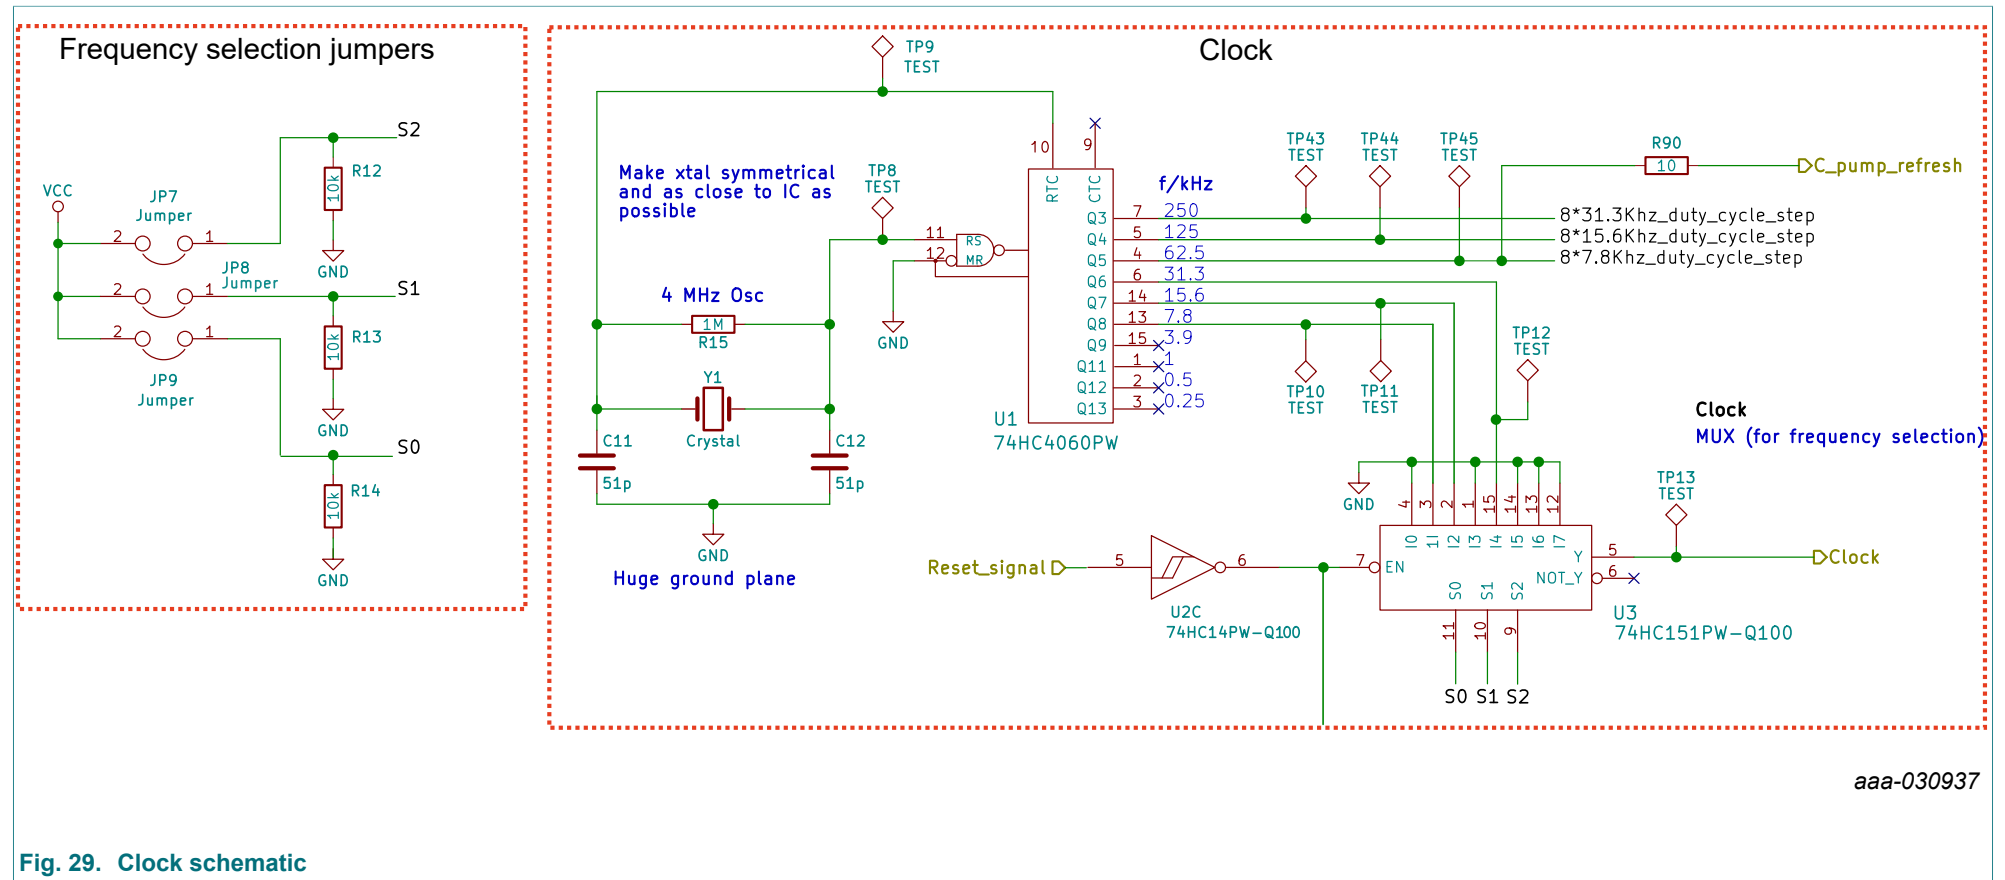 Frequency selection jumpers
VCC
2
JP7
Jumper
1
S2
R12
10k
GND
2
JP8
Jumper
1
S1
R13
10k
GND
2
JP9
Jumper
1
S0
R14
10k
GND
Clock
TP9
TEST
Make xtal symmetrical
and as close to IC as
possible
TP8
TEST
4 MHz Osc
1M
R15
Y1
Crystal
C11
51p
C12
51p
GND
Huge ground plane
11
12
RS
MR
GND
10
9
RTC
CTC
f/kHz
Q3 7 250
Q4 5 125
Q5 4 62.5
Q6 6 31.3
Q7 14 15.6
Q8 13 7.8
Q9 15 3.9
Q11 1 1
Q12 2 0.5
Q13 3 0.25
U1
74HC4060PW
TP43
TEST
TP44
TEST
TP45
TEST
R90
10
C_pump_refresh
8*31.3Khz_duty_cycle_step
8*15.6Khz_duty_cycle_step
8*7.8Khz_duty_cycle_step
TP10
TEST
TP11
TEST
TP12
TEST
Clock
MUX (for frequency selection)
TP13
TEST
GND
4 3 2 1 15 14 13 12
I0 1I I2 I3 I4 I5 I6 I7
Reset_signal
5
6
U2C
74HC14PW-Q100
7
EN
Y
5
Clock
NOT_Y
6
S0 S1 S2
11 10 9
S0 S1 S2
U3
74HC151PW-Q100
aaa-030937
Fig. 29. Clock schematic